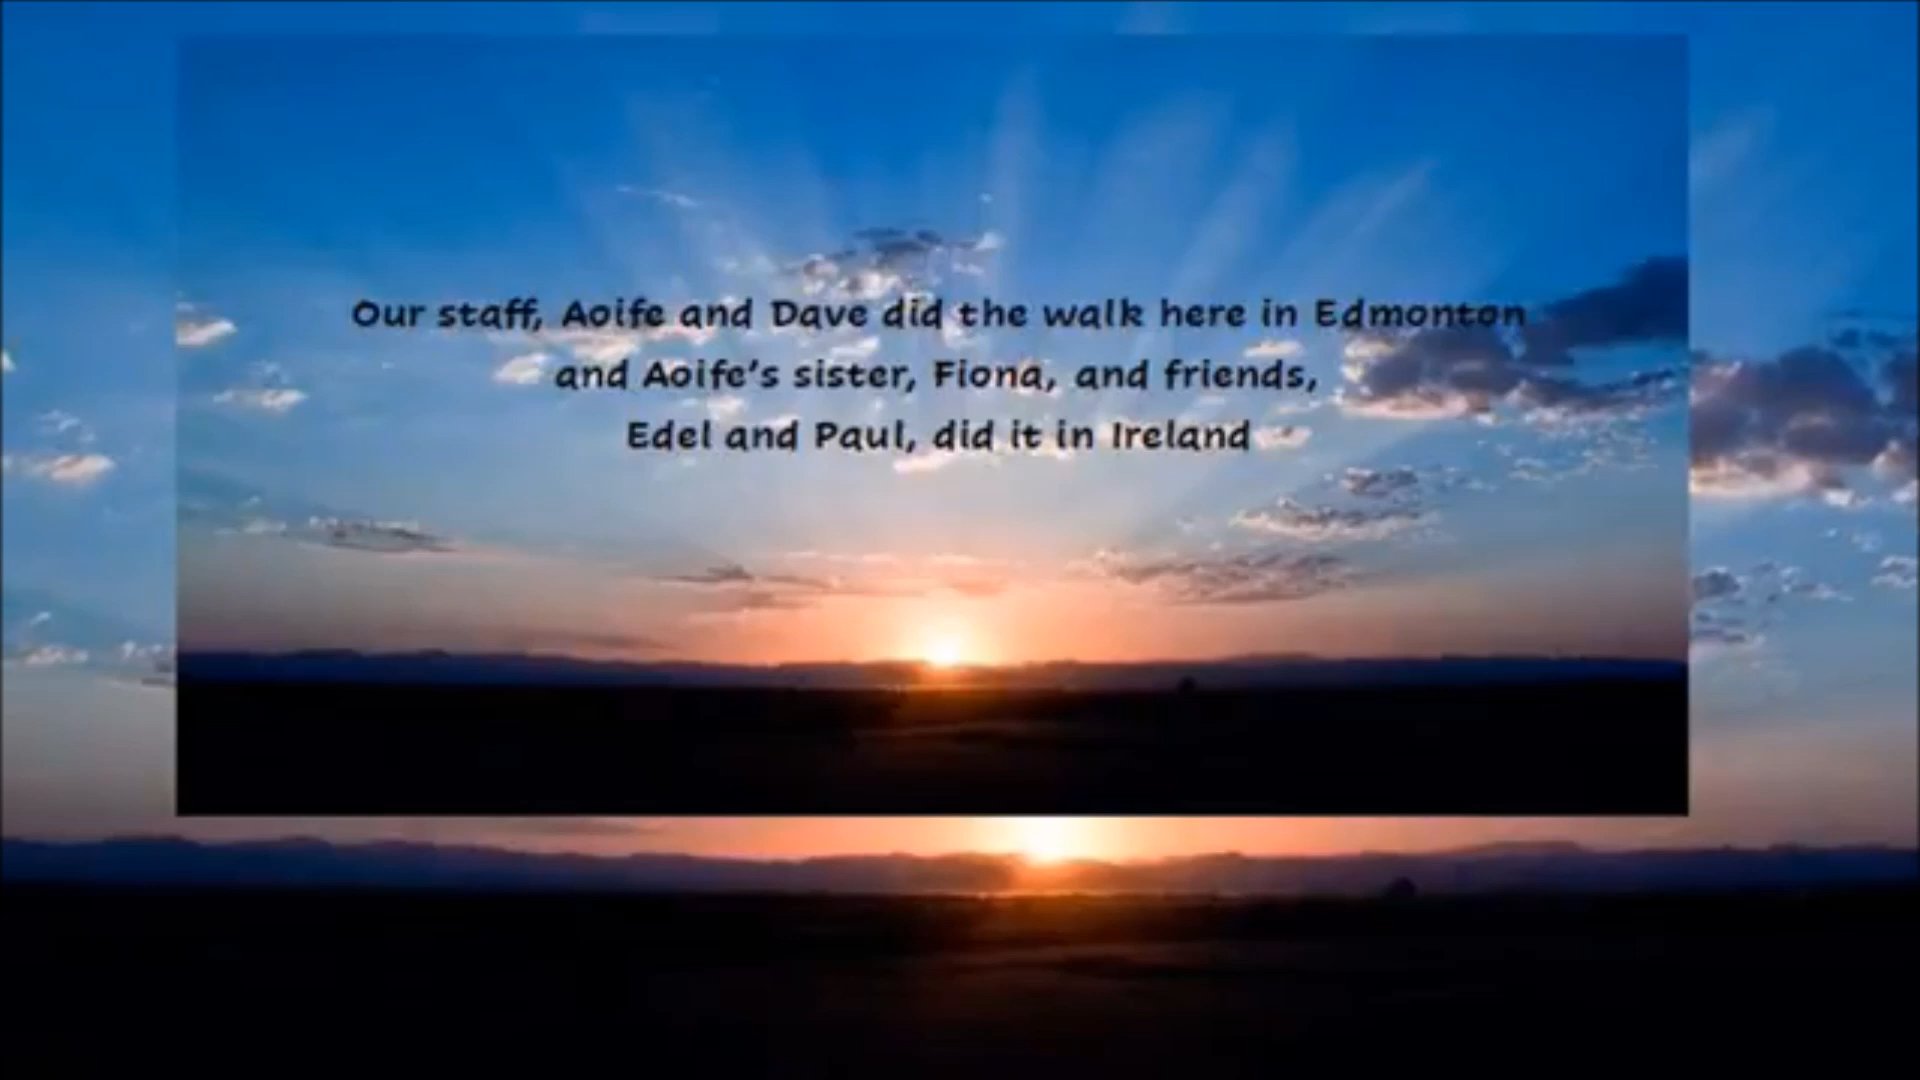 Our staff, Aoife and Dave did the walk here in Edmonton
and Aoife's sister, Fiona, and friends,
Edel and Paul, did it in Ireland